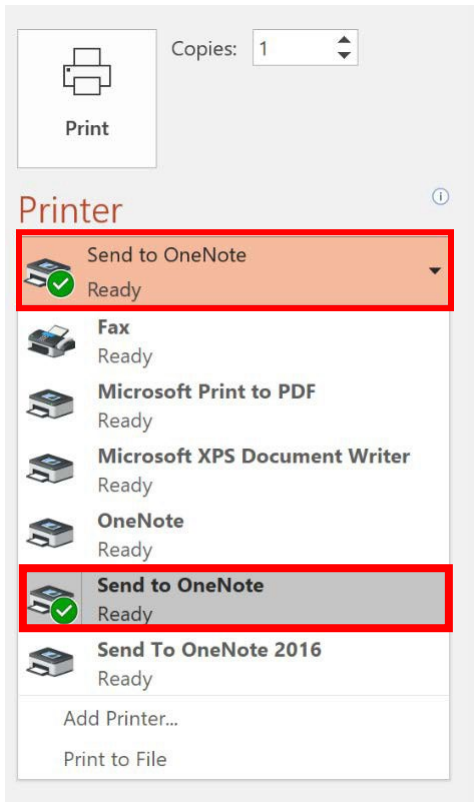 Copies: 1
Print
Printer
Send to OneNote
Ready
Fax
Ready
Microsoft Print to PDF
Ready
Microsoft XPS Document Writer
Ready
OneNote
Ready
Send to OneNote
Ready
Send To OneNote 2016
Ready
Add Printer...
Print to File